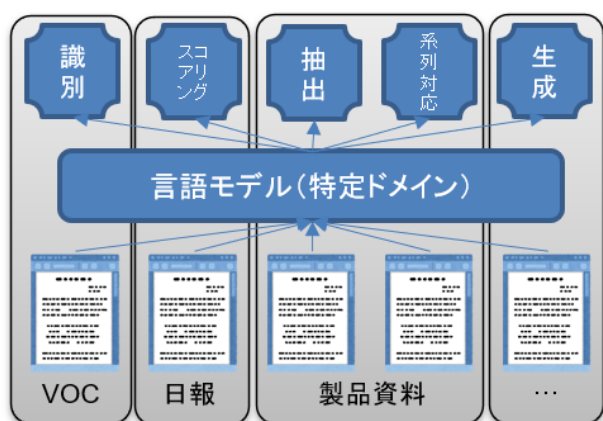 識別
スコアリング
抽出
系列対応
生成
言語モデル（特定ドメイン）
VOC
日報
製品資料
…